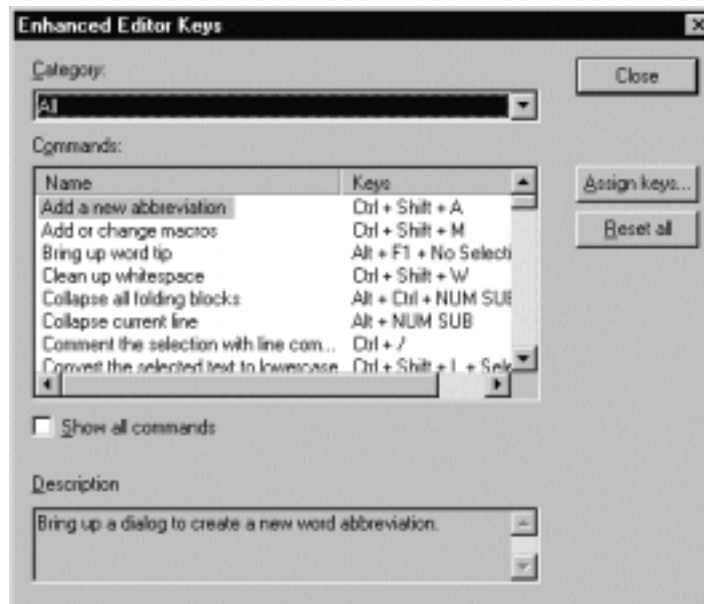 Enhanced Editor Keys
Category:
Close
All
Commands:
Name Keys
Assign keys...
Add a new abbreviation Ctrl + Shift + A
Add or change macros Ctrl + Shift + M
Reset all
Bring up word tip Alt + F1 + No Selecti
Clean up whitespace Ctrl + Shift + W
Collapse all folding blocks Alt + Ctrl + NUM SUB
Collapse current line Alt + NUM SUB
Comment the selection with line com... Ctrl + /
Convert the selected text to lowercase Ctrl + Shift + L + Sele
Show all commands
Description
Bring up a dialog to create a new word abbreviation.